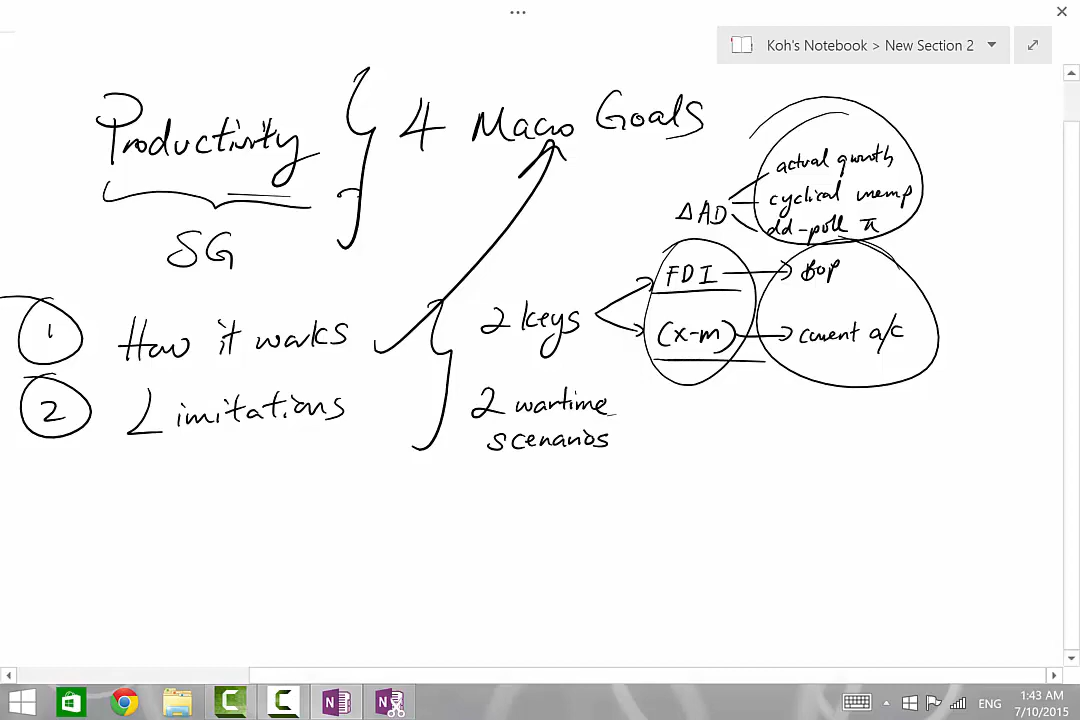 Koh's Notebook > New Section 2
Productivity
4 Macro Goals
SG
ΔAD
actual growth
cyclical unemp
dd-pull π
1 How it works
2 Limitations
2 keys
FDI
BOP
(x-m)
current a/c
2 wartime
scenarios
ENG
1:43 AM
7/10/2015